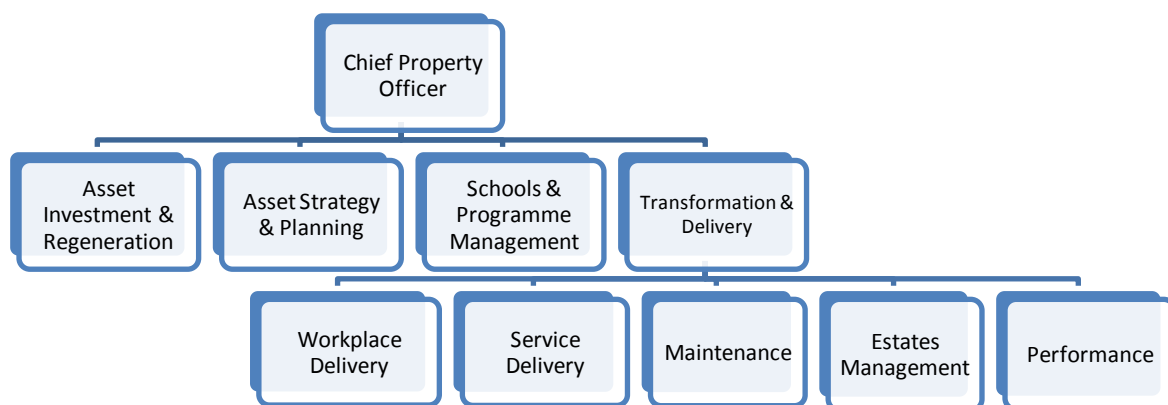 Chief Property
Officer
Asset
Investment &
Regeneration
Asset Strategy
& Planning
Schools &
Programme
Management
Transformation &
Delivery
Workplace
Delivery
Service
Delivery
Maintenance
Estates
Management
Performance